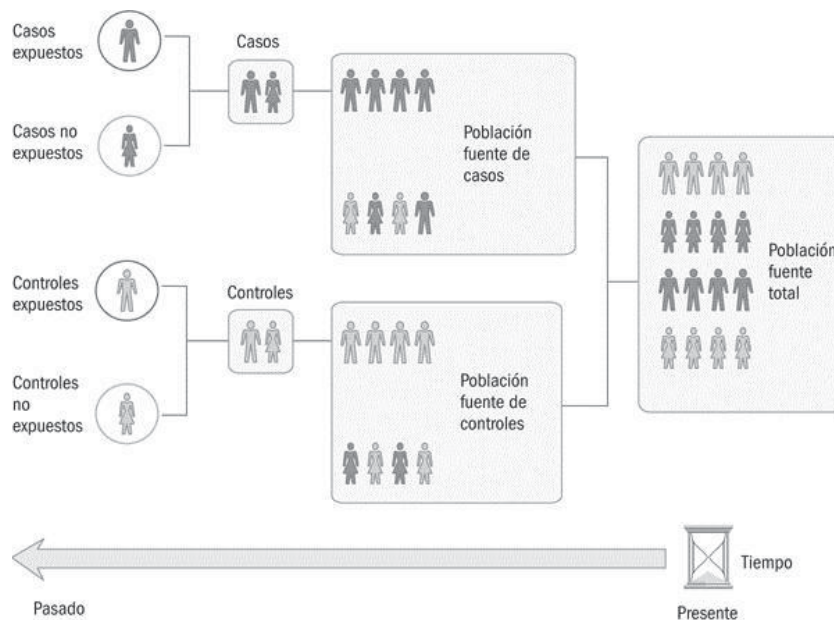 Casos
expuestos
Casos no
expuestos
Casos
Población
fuente de
casos
Controles
expuestos
Controles
no
expuestos
Controles
Población
fuente de
controles
Población
fuente
total
Tiempo
Pasado
Presente